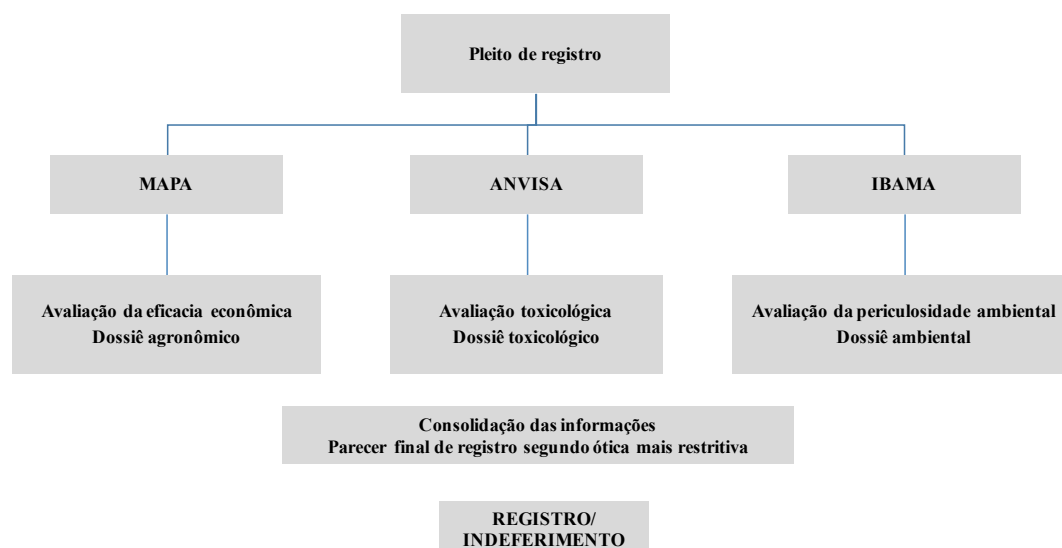 Pleito de registro
MAPA
ANVISA
IBAMA
Avaliação da eficacia econômica
Dossiê agronômico
Avaliação toxicológica
Dossiê toxicológico
Avaliação da periculosidade ambiental
Dossiê ambiental
Consolidação das informações
Parecer final de registro segundo ótica mais restritiva
REGISTRO/
INDEFERIMENTO